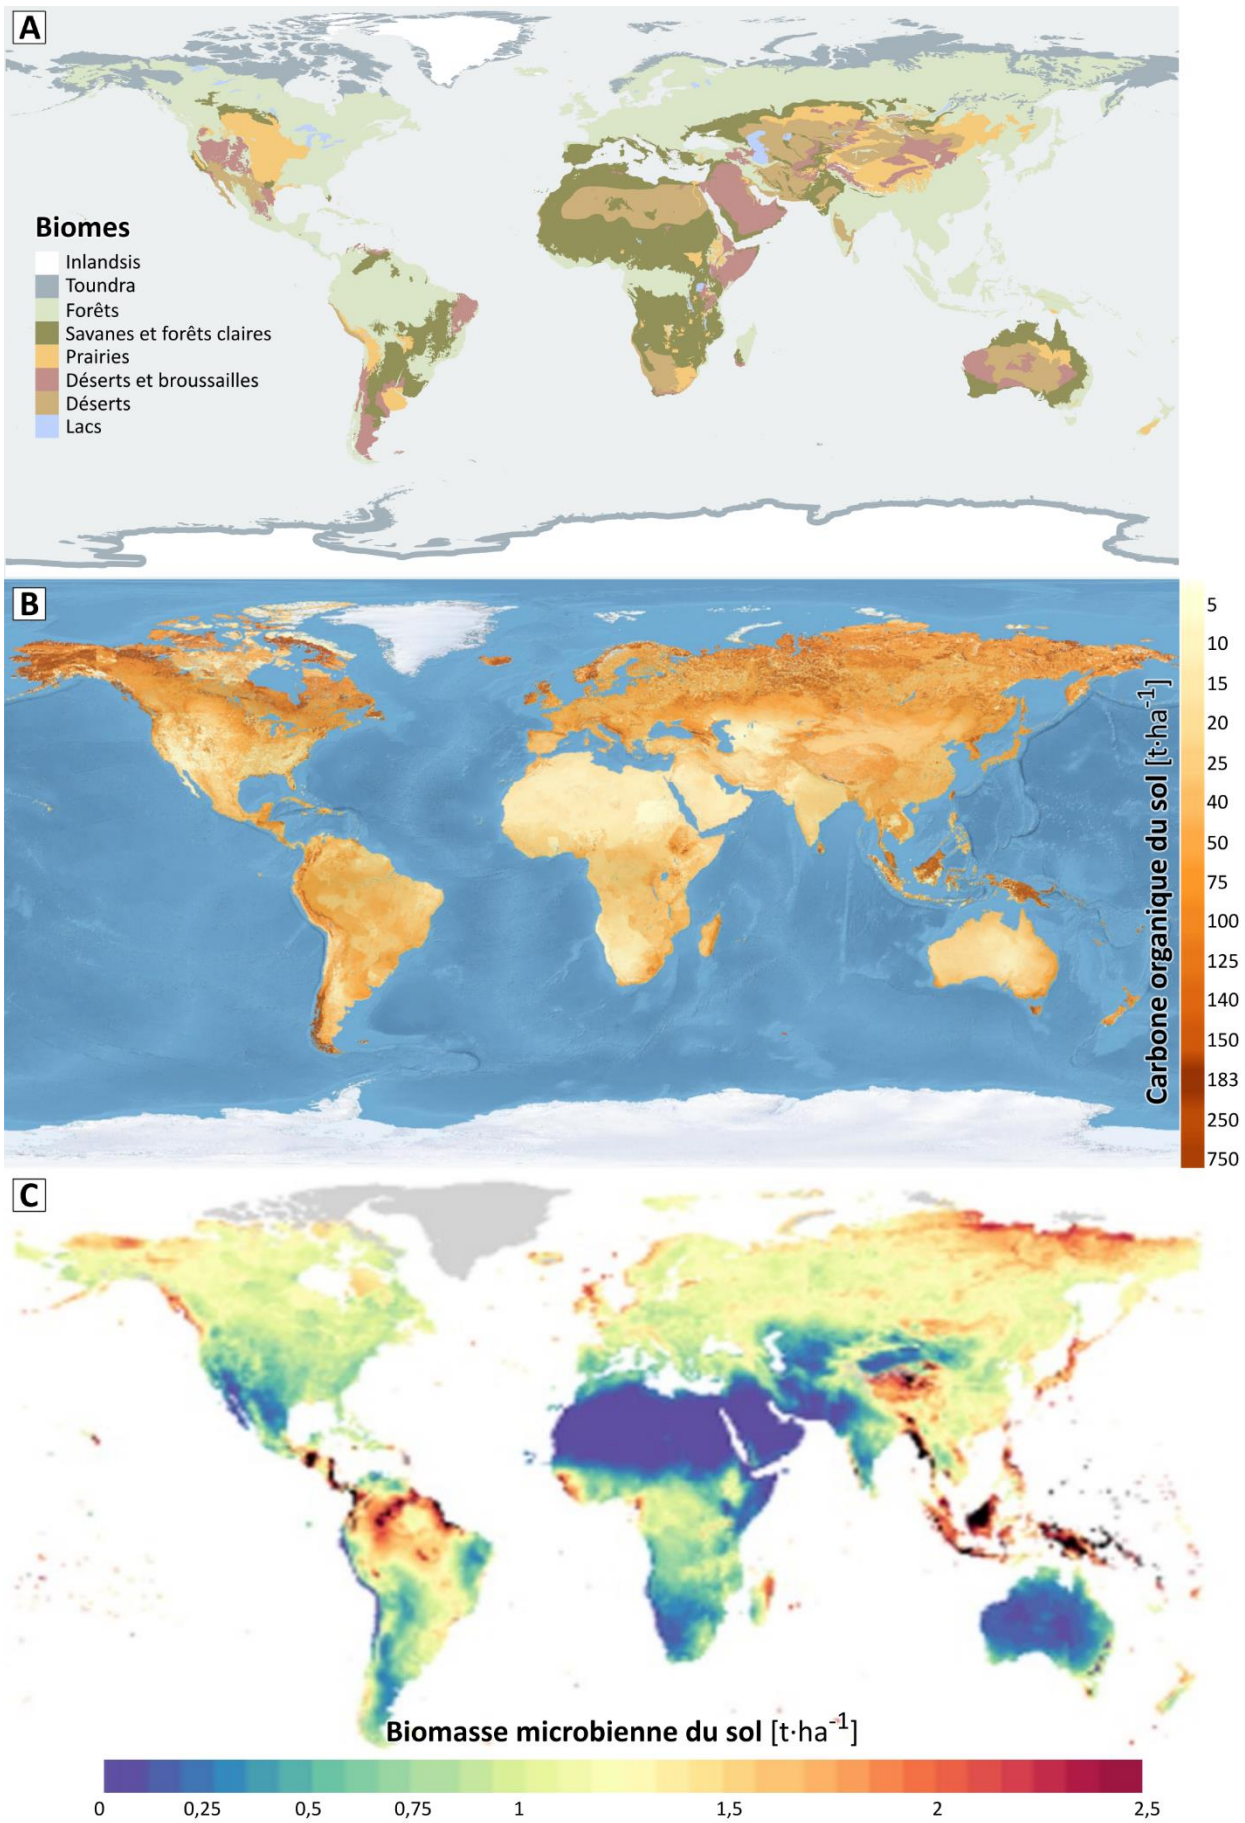 A
Biomes
Inlandsis
Toundra
Forêts
Savanes et forêts claires
Prairies
Déserts et broussailles
Déserts
Lacs
B
Carbone organique du sol [t·ha⁻¹]
5
10
15
20
25
40
50
75
100
125
140
150
183
250
750
C
Biomasse microbienne du sol [t·ha⁻¹]
0 0,25 0,5 0,75 1 1,5 2 2,5